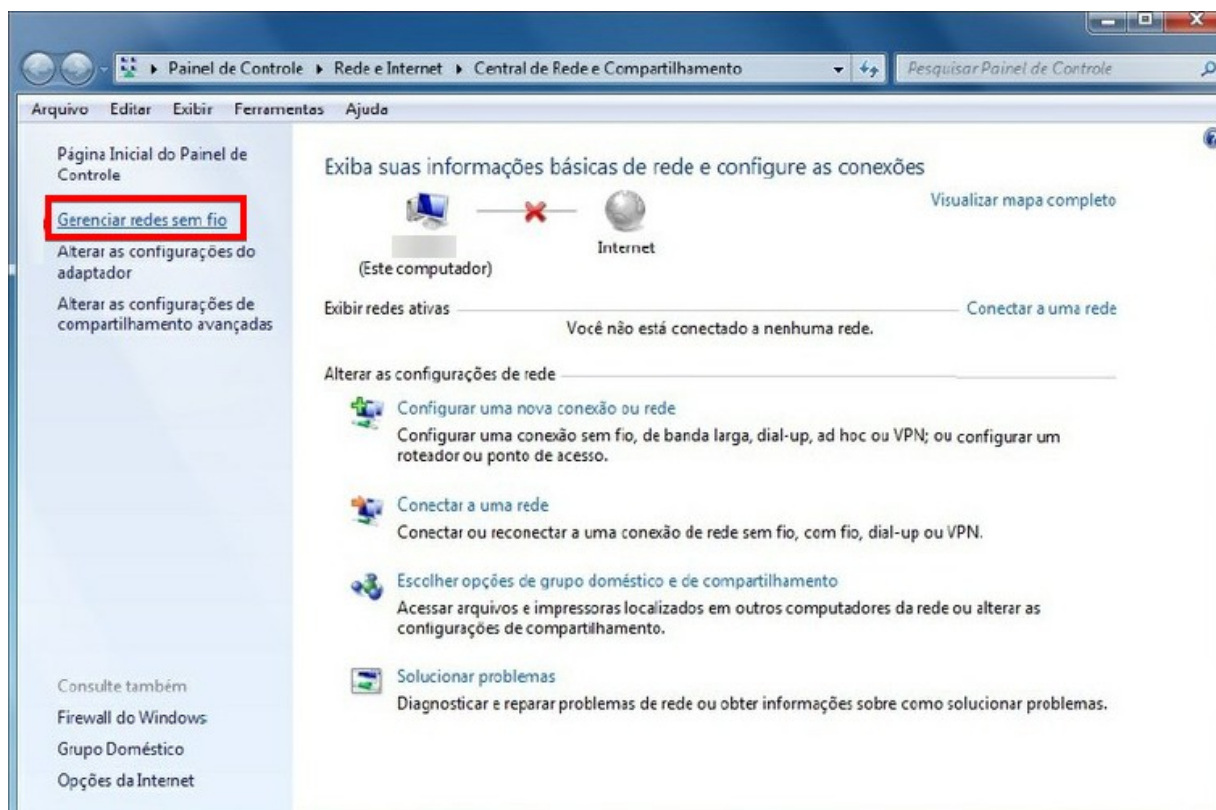 Painel de Controle ▸ Rede e Internet ▸ Central de Rede e Compartilhamento
Pesquisar Painel de Controle
Arquivo Editar Exibir Ferramentas Ajuda
Página Inicial do Painel de
Controle
Gerenciar redes sem fio
Alterar as configurações do
adaptador
Alterar as configurações de
compartilhamento avançadas
Consulte também
Firewall do Windows
Grupo Doméstico
Opções da Internet
Exiba suas informações básicas de rede e configure as conexões
Visualizar mapa completo
Internet
(Este computador)
Exibir redes ativas
Conectar a uma rede
Você não está conectado a nenhuma rede.
Alterar as configurações de rede
Configurar uma nova conexão ou rede
Configurar uma conexão sem fio, de banda larga, dial-up, ad hoc ou VPN; ou configurar um
roteador ou ponto de acesso.
Conectar a uma rede
Conectar ou reconectar a uma conexão de rede sem fio, com fio, dial-up ou VPN.
Escolher opções de grupo doméstico e de compartilhamento
Acessar arquivos e impressoras localizados em outros computadores da rede ou alterar as
configurações de compartilhamento.
Solucionar problemas
Diagnosticar e reparar problemas de rede ou obter informações sobre como solucionar problemas.